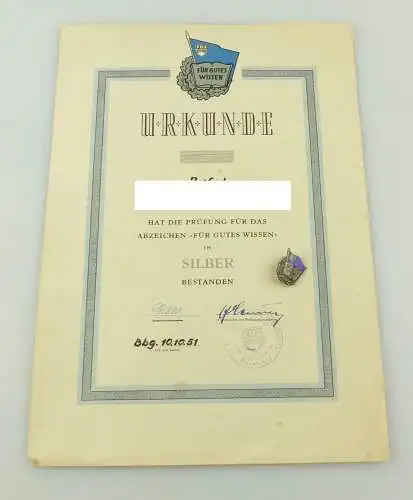 FDJ
FÜR GUTES
WISSEN
URKUNDE
HAT DIE PRÜFUNG FÜR DAS
ABZEICHEN »FÜR GUTES WISSEN«
IN
SILBER
BESTANDEN
Bbg. 10.10.51